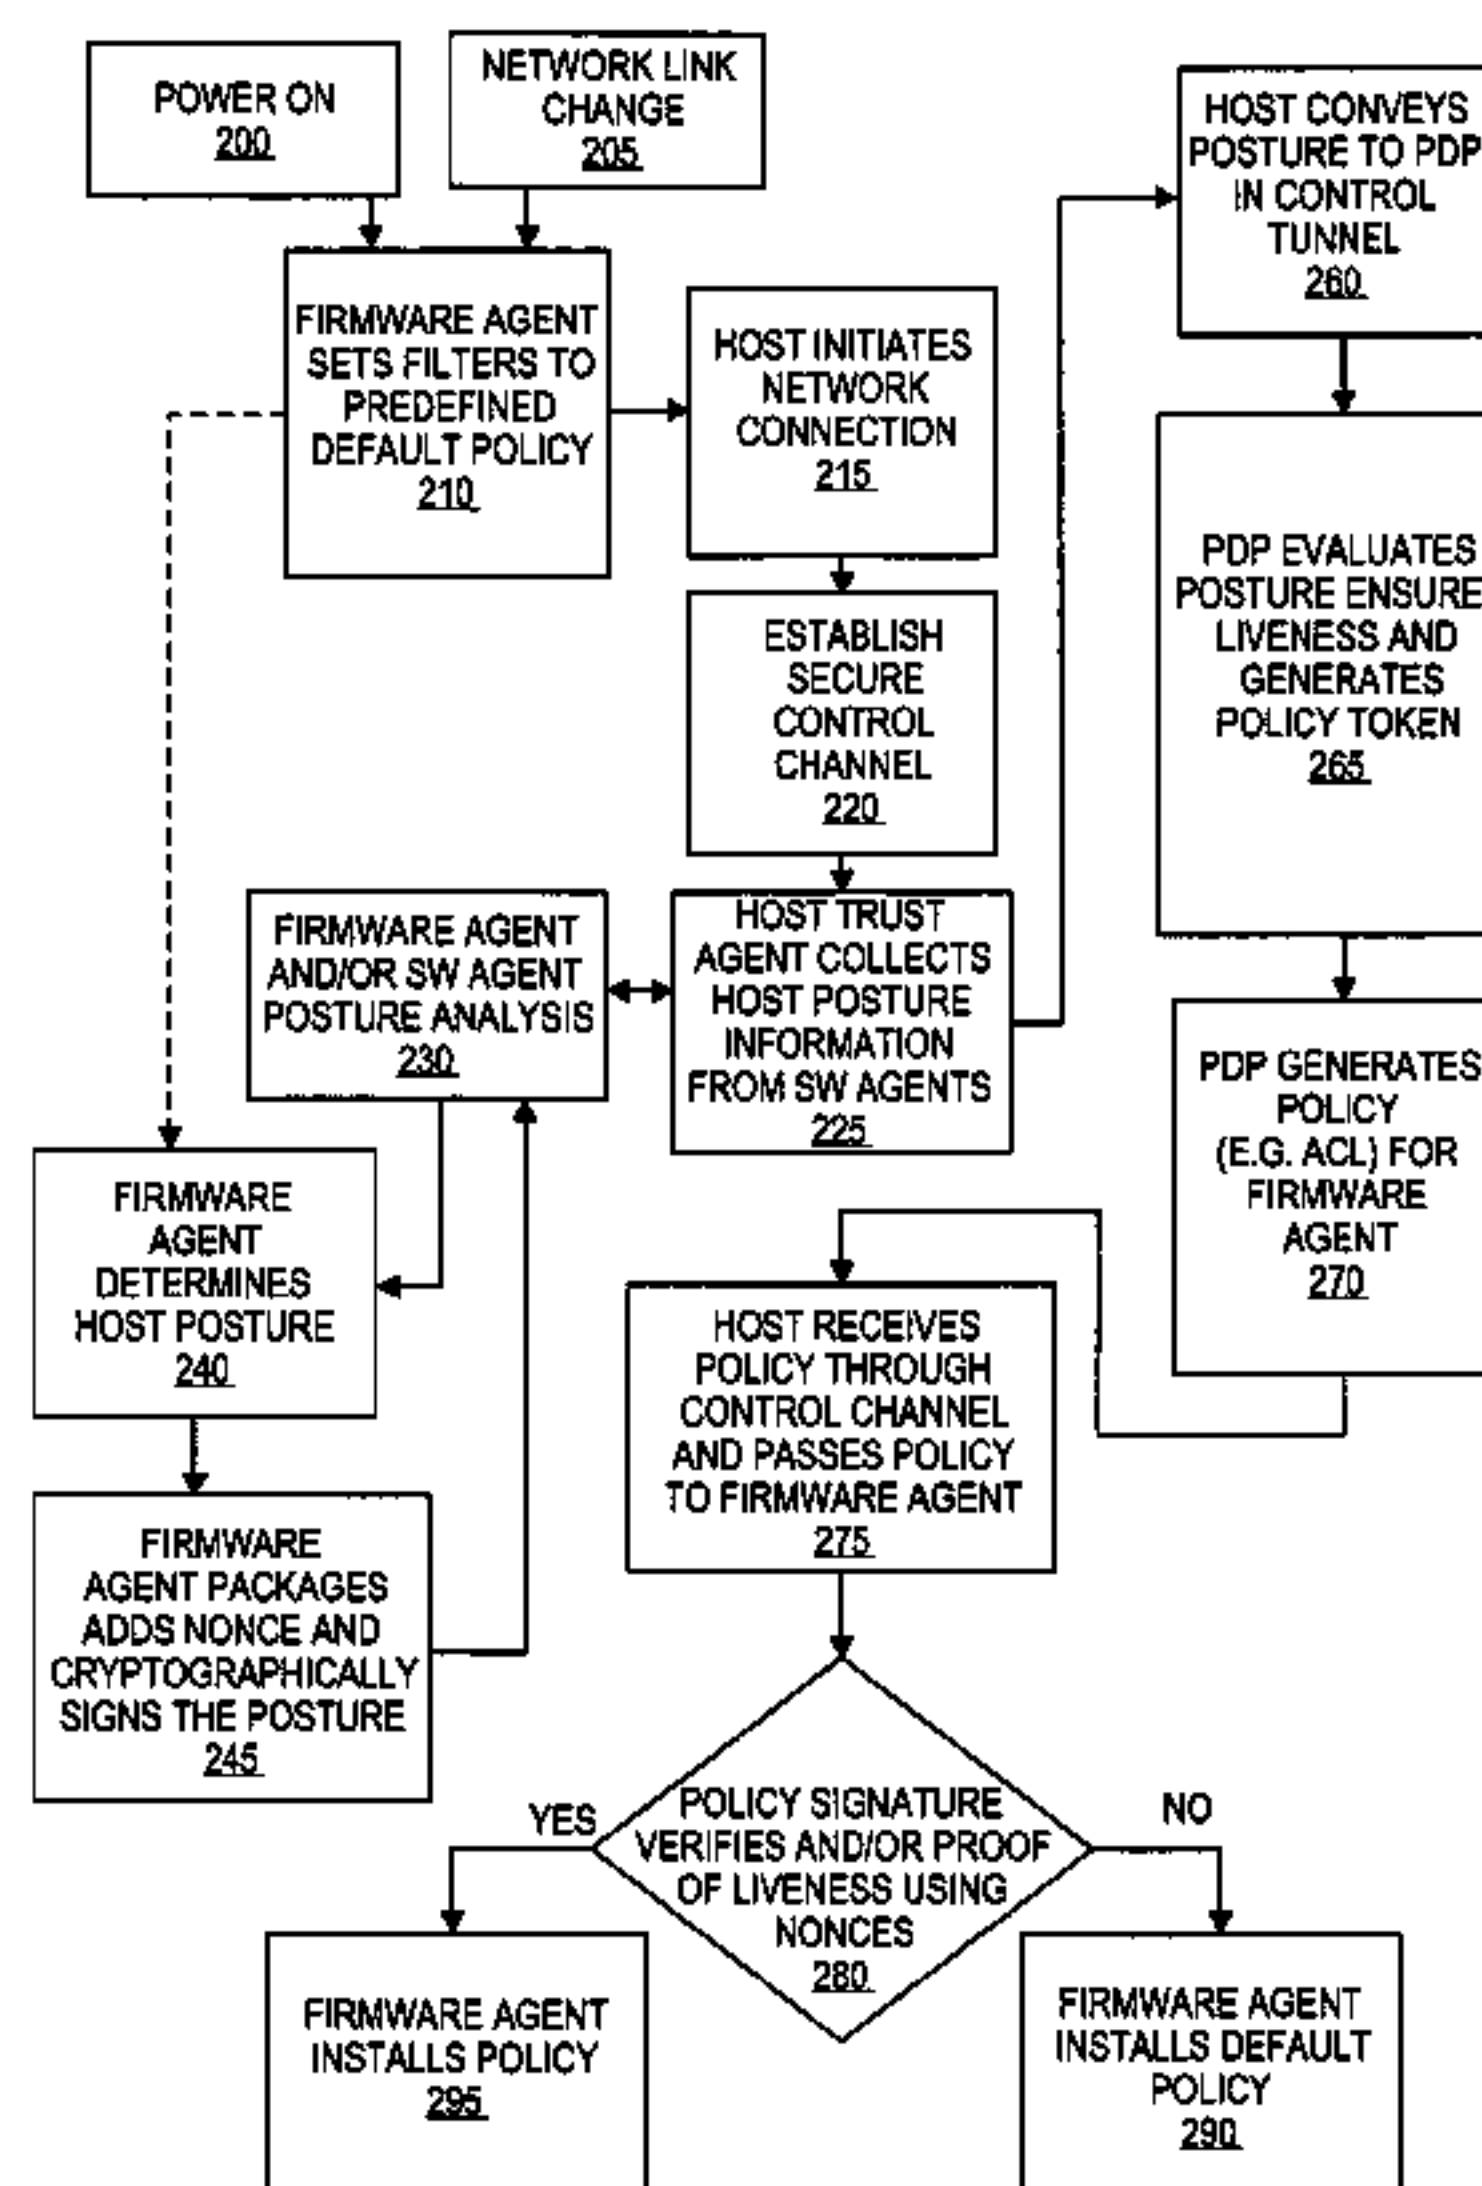 POWER ON
200
NETWORK LINK
CHANGE
205
FIRMWARE AGENT
SETS FILTERS TO
PREDEFINED
DEFAULT POLICY
210
HOST INITIATES
NETWORK
CONNECTION
215
ESTABLISH
SECURE
CONTROL
CHANNEL
220
HOST TRUST
AGENT COLLECTS
HOST POSTURE
INFORMATION
FROM SW AGENTS
225
FIRMWARE AGENT
AND/OR SW AGENT
POSTURE ANALYSIS
230
FIRMWARE
AGENT
DETERMINES
HOST POSTURE
240
FIRMWARE
AGENT PACKAGES
ADDS NONCE AND
CRYPTOGRAPHICALLY
SIGNS THE POSTURE
245
HOST CONVEYS
POSTURE TO PDP
IN CONTROL
TUNNEL
260
PDP EVALUATES
POSTURE ENSURE
LIVENESS AND
GENERATES
POLICY TOKEN
265
PDP GENERATES
POLICY
(E.G. ACL) FOR
FIRMWARE
AGENT
270
HOST RECEIVES
POLICY THROUGH
CONTROL CHANNEL
AND PASSES POLICY
TO FIRMWARE AGENT
275
POLICY SIGNATURE
VERIFIES AND/OR PROOF
OF LIVENESS USING
NONCES
280
YES
NO
FIRMWARE AGENT
INSTALLS POLICY
295
FIRMWARE AGENT
INSTALLS DEFAULT
POLICY
290